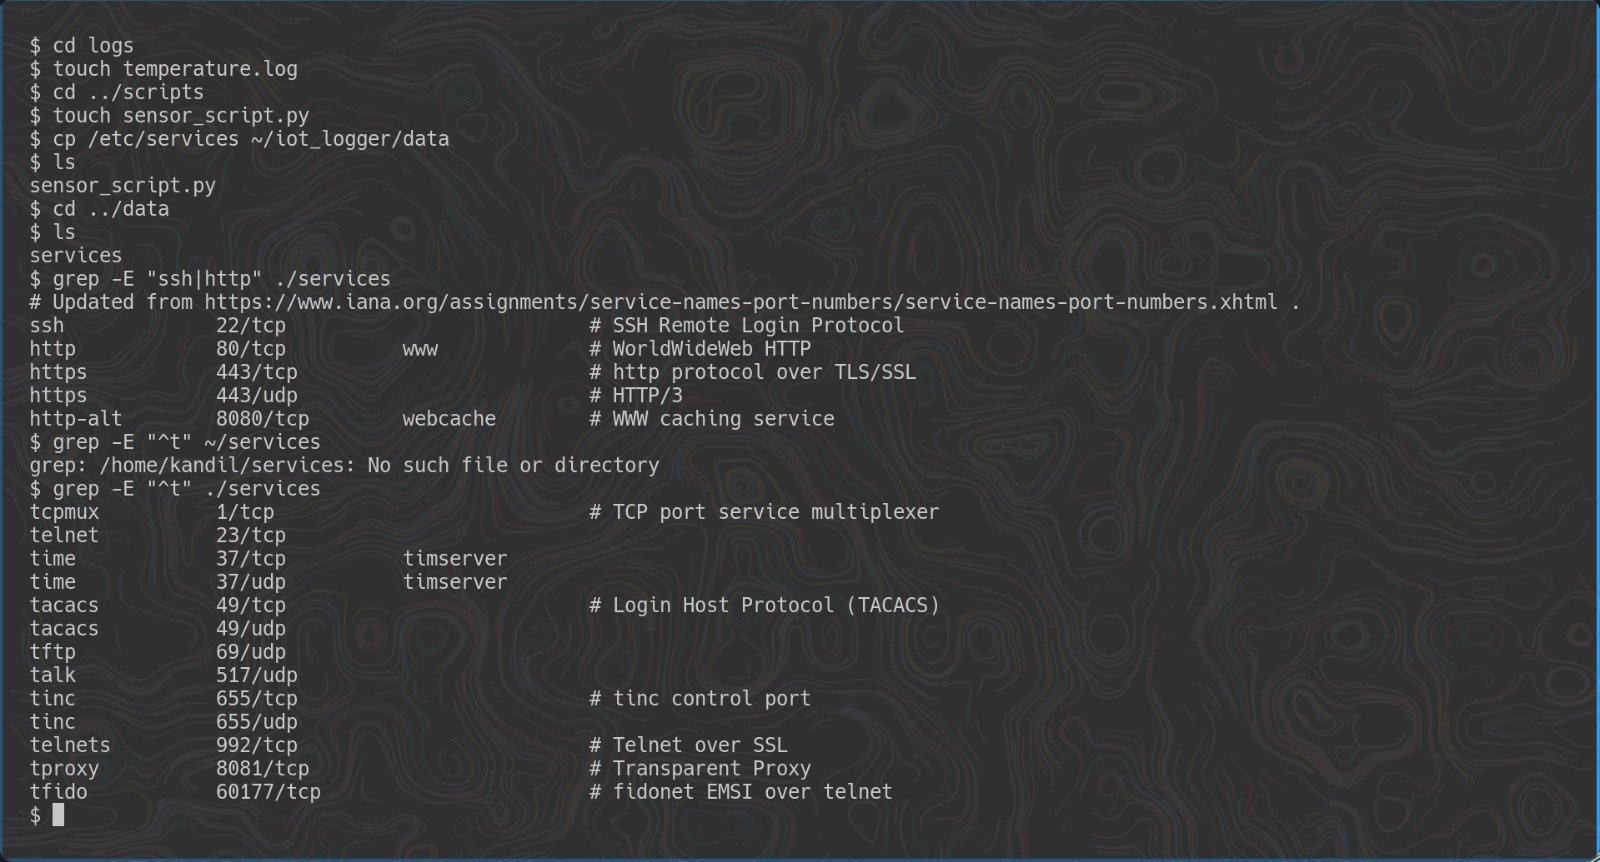 $ cd logs
$ touch temperature.log
$ cd ../scripts
$ touch sensor_script.py
$ cp /etc/services ~/iot_logger/data
$ ls
sensor_script.py
$ cd ../data
$ ls
services
$ grep -E "ssh|http" ./services
# Updated from https://www.iana.org/assignments/service-names-port-numbers/service-names-port-numbers.xhtml .
ssh             22/tcp                          # SSH Remote Login Protocol
http            80/tcp          www             # WorldWideWeb HTTP
https           443/tcp                         # http protocol over TLS/SSL
https           443/udp                         # HTTP/3
http-alt        8080/tcp        webcache        # WWW caching service
$ grep -E "^t" ~/services
grep: /home/kandil/services: No such file or directory
$ grep -E "^t" ./services
tcpmux          1/tcp                           # TCP port service multiplexer
telnet          23/tcp
time            37/tcp          timserver
time            37/udp          timserver
tacacs          49/tcp                          # Login Host Protocol (TACACS)
tacacs          49/udp
tftp            69/udp
talk            517/udp
tinc            655/tcp                         # tinc control port
tinc            655/udp
telnets         992/tcp                         # Telnet over SSL
tproxy          8081/tcp                        # Transparent Proxy
tfido           60177/tcp                       # fidonet EMSI over telnet
$